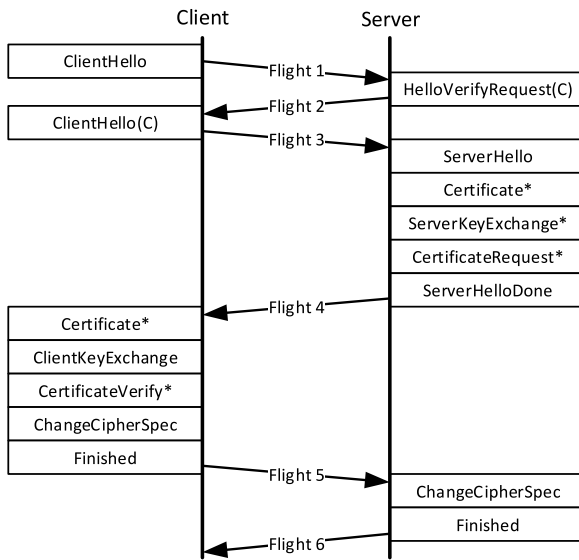 Client
Server
ClientHello
Flight 1
HelloVerifyRequest(C)
Flight 2
ClientHello(C)
Flight 3
ServerHello
Certificate*
ServerKeyExchange*
CertificateRequest*
ServerHelloDone
Flight 4
Certificate*
ClientKeyExchange
CertificateVerify*
ChangeCipherSpec
Finished
Flight 5
ChangeCipherSpec
Finished
Flight 6